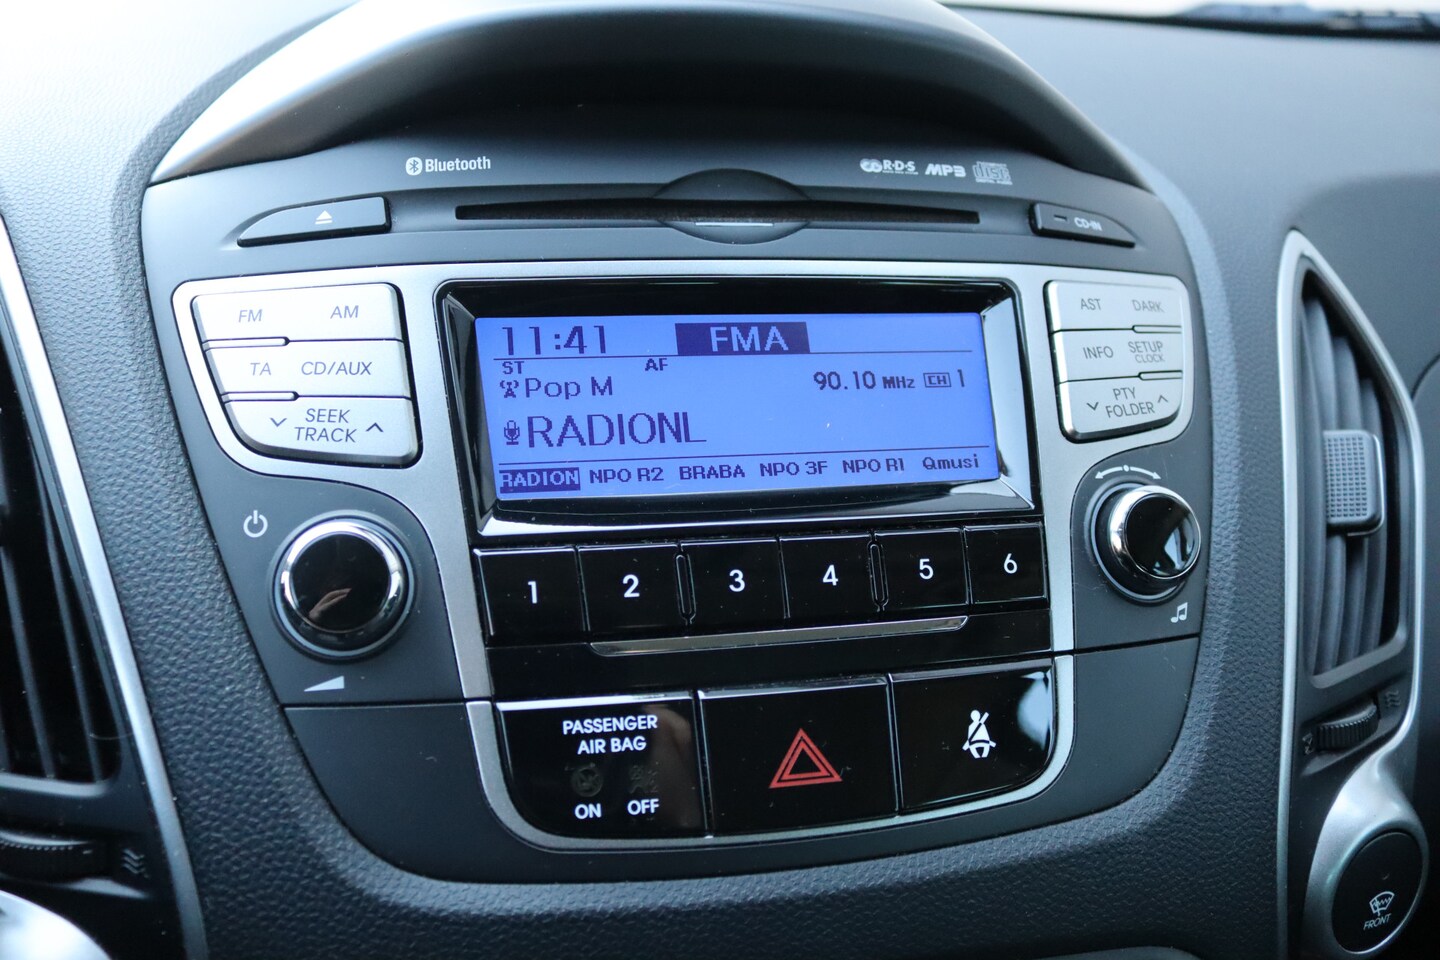 Bluetooth
R·D·S MP3 disc
CD-IN
FM AM
TA CD/AUX
SEEK
TRACK
11:41 FMA
ST AF
Pop M 90.10 MHz CH 1
RADIONL
RADION NPO R2 BRABA NPO 3F NPO R1 Qmusi
AST DARK
INFO SETUP
CLOCK
PTY
FOLDER
1 2 3 4 5 6
PASSENGER
AIR BAG
ON OFF
FRONT